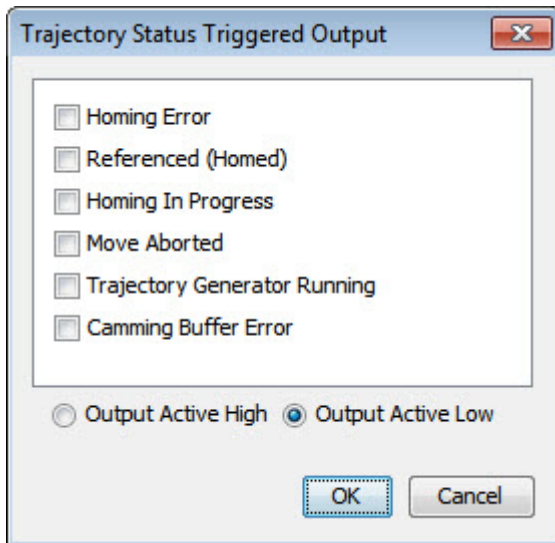 Trajectory Status Triggered Output
Homing Error
Referenced (Homed)
Homing In Progress
Move Aborted
Trajectory Generator Running
Camming Buffer Error
Output Active High Output Active Low
OK Cancel